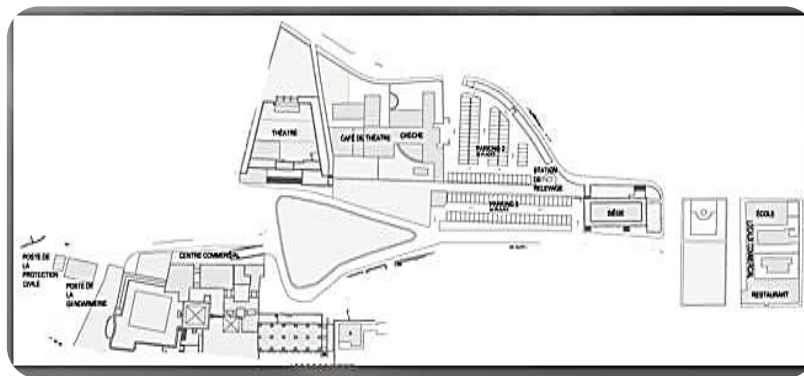 THÉATRE
CAFÉ DE THÉATRE
CRÈCHE
PARKING 2
STATION
DE
RELEVAGE
PARKING 3
SIÈGE
ÉCOLE
RESTAURANT
CENTRE COMMERCIAL
POSTE DE
LA
PROTECTION
CIVILE
POSTE
DE LA
GENDARMERIE